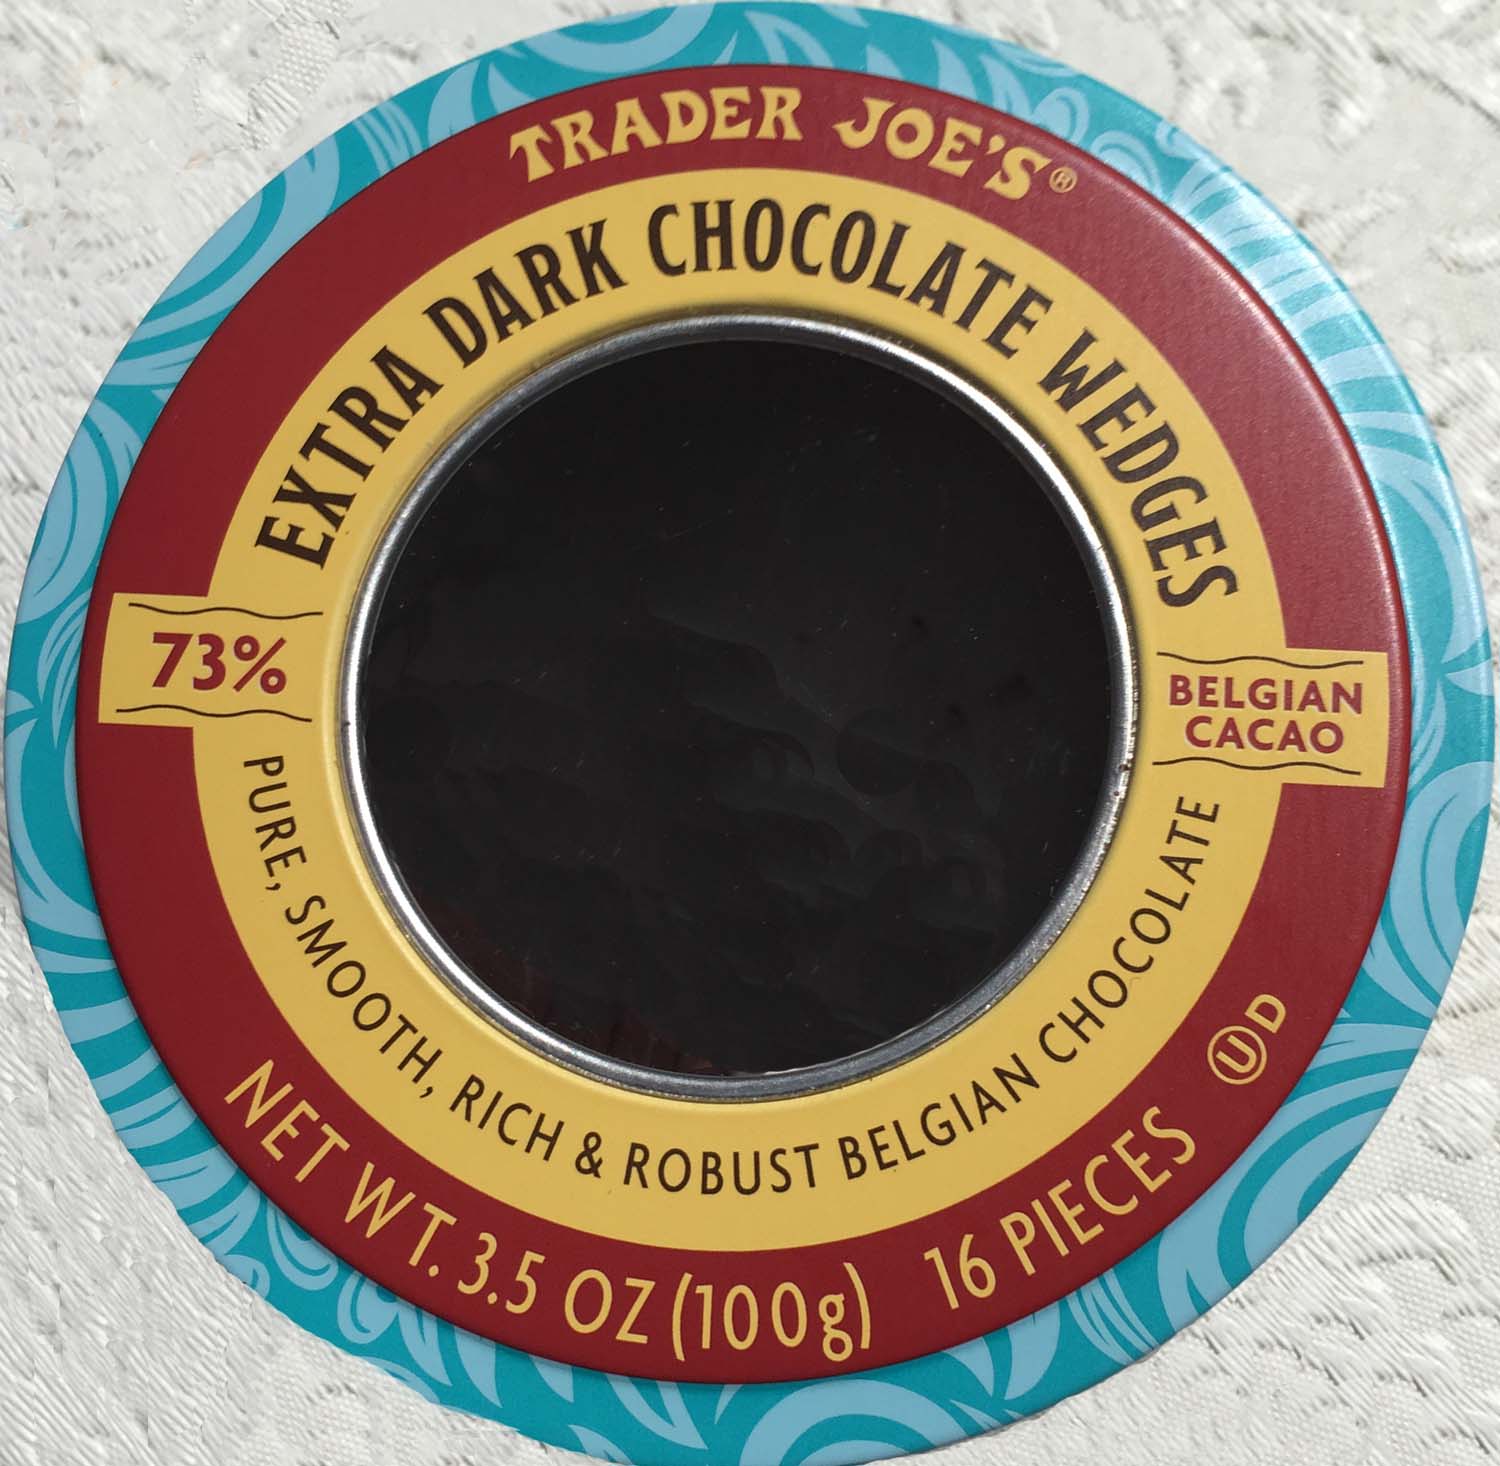 TRADER JOE'S®
EXTRA DARK CHOCOLATE WEDGES
73%
BELGIAN
CACAO
PURE, SMOOTH, RICH & ROBUST BELGIAN CHOCOLATE
NET WT. 3.5 OZ (100g) 16 PIECES Ⓤ D